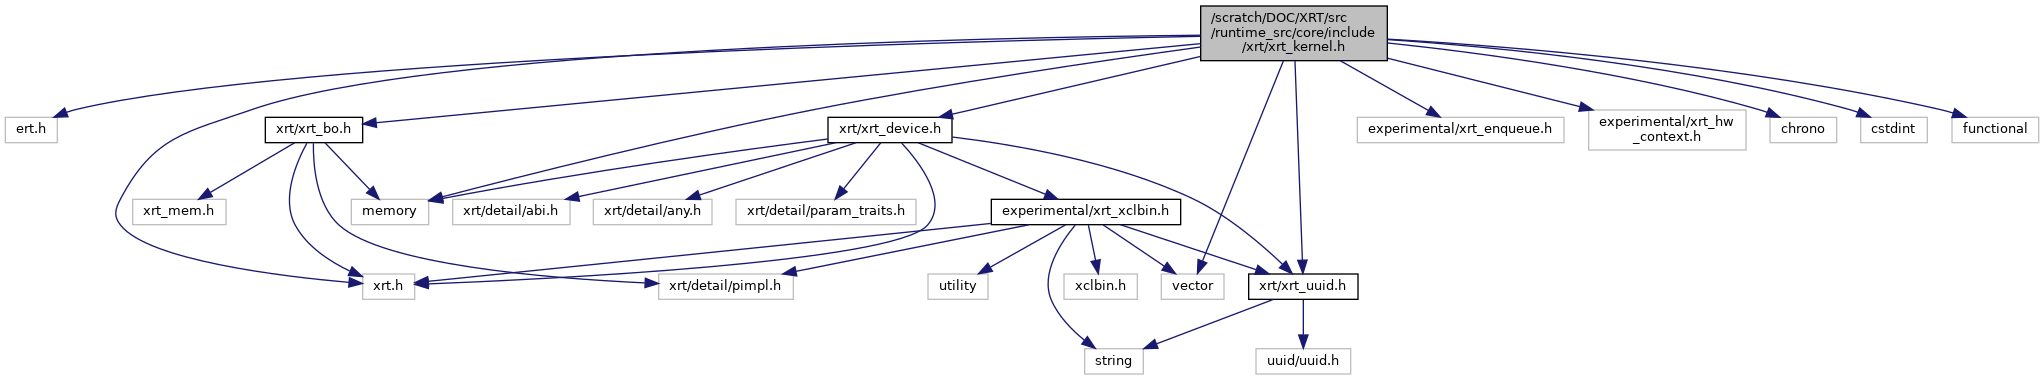 /scratch/DOC/XRT/src
/runtime_src/core/include
/xrt/xrt_kernel.h
ert.h
xrt/xrt_bo.h
xrt/xrt_device.h
experimental/xrt_enqueue.h
experimental/xrt_hw
_context.h
chrono
cstdint
functional
xrt_mem.h
memory
xrt/detail/abi.h
xrt/detail/any.h
xrt/detail/param_traits.h
experimental/xrt_xclbin.h
xrt.h
xrt/detail/pimpl.h
utility
xclbin.h
vector
xrt/xrt_uuid.h
string
uuid/uuid.h